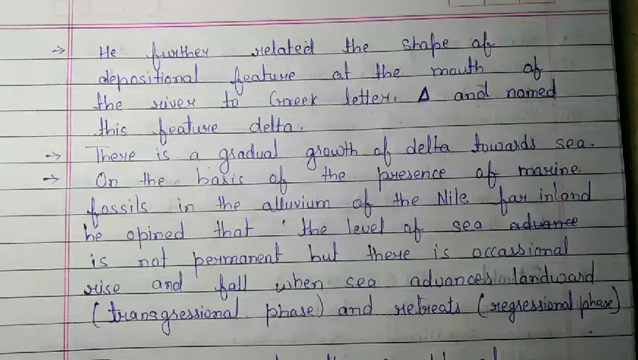 → He further related the shape of
depositional feature at the mouth of
the river to Greek letter, Δ and named
this feature delta.
→ There is a gradual growth of delta towards sea.
→ On the basis of the presence of marine
fossils in the alluvium of the Nile far inland
he opined that 'the level of sea advance
is not permanent but there is occassional
rise and fall when sea advances landward
(transgressional phase) and retreats (regressional phase)